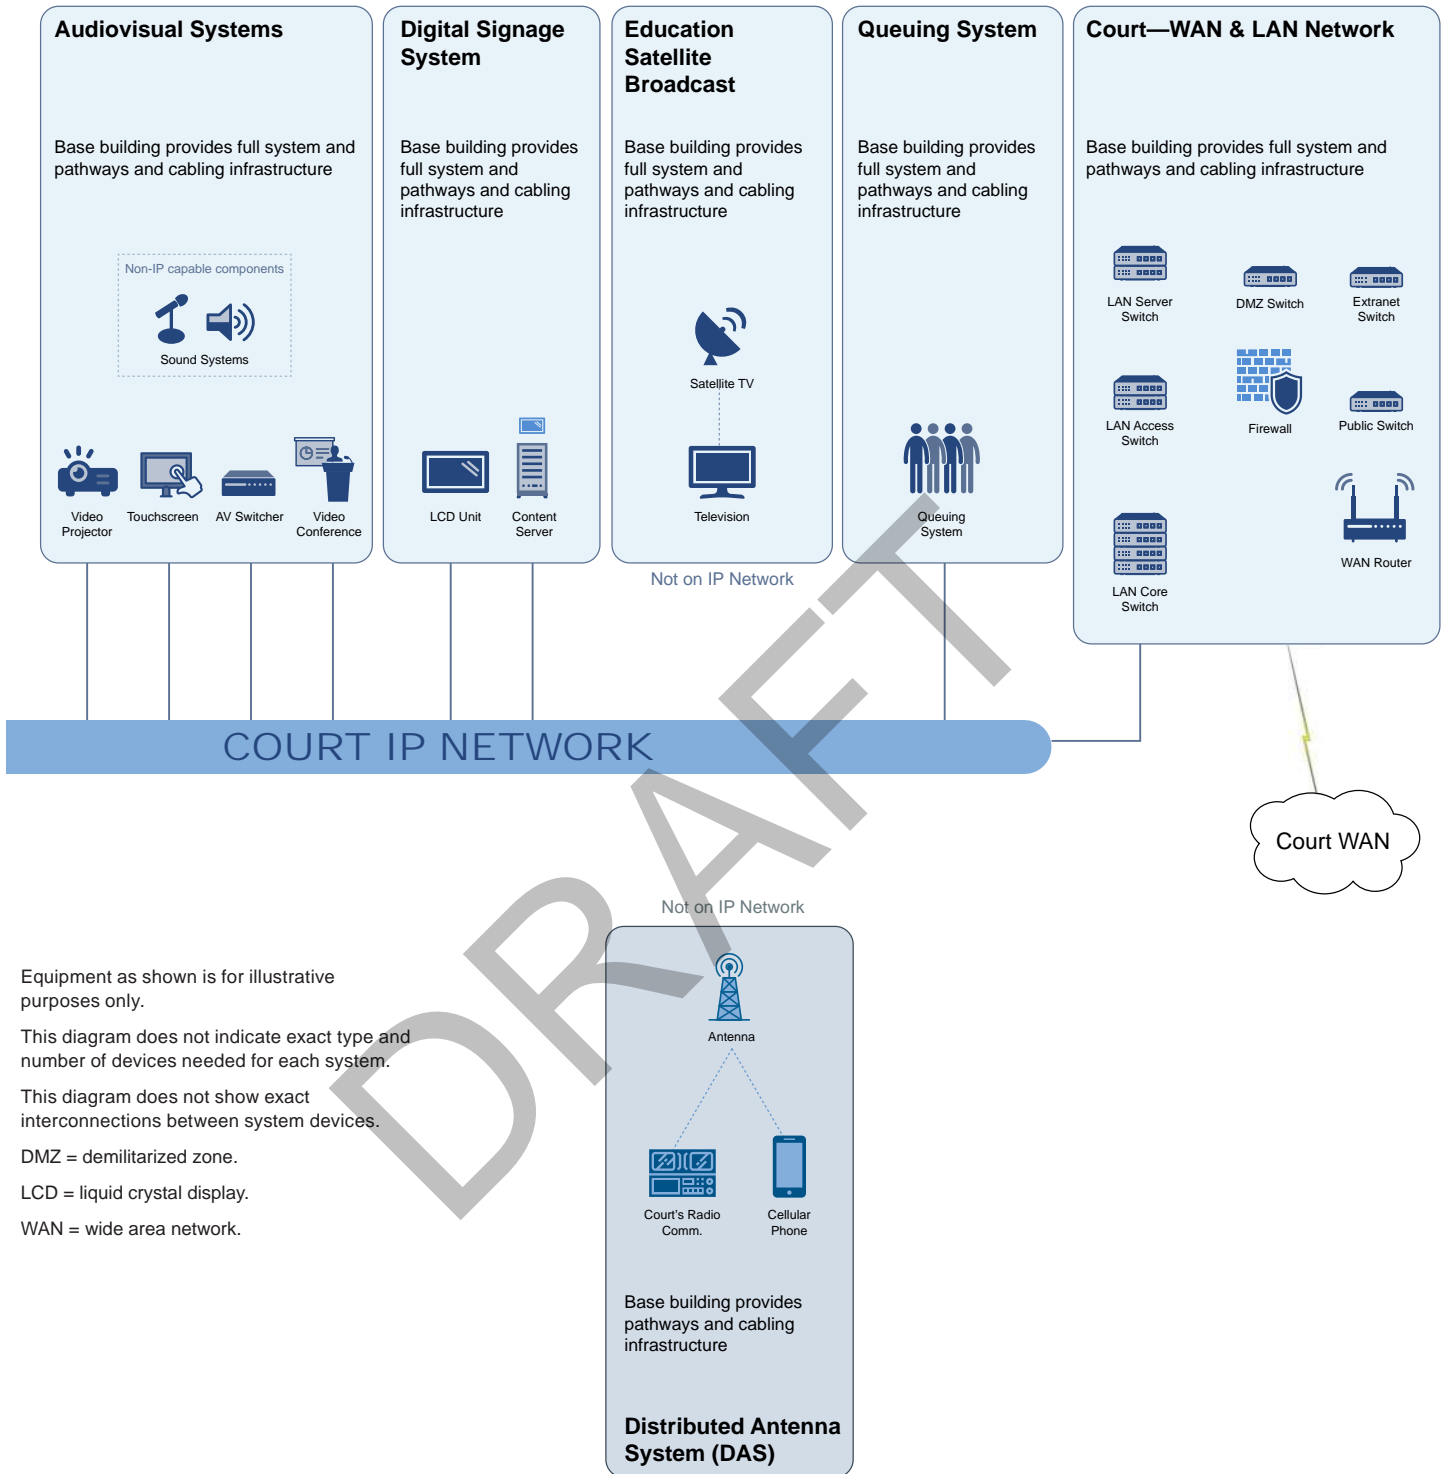 Audiovisual Systems
Base building provides full system and
pathways and cabling infrastructure
Non-IP capable components
Sound Systems
Video
Projector
Touchscreen
AV Switcher
Video
Conference
Digital Signage
System
Base building provides
full system and
pathways and cabling
infrastructure
LCD Unit
Content
Server
Education
Satellite
Broadcast
Base building provides
full system and
pathways and cabling
infrastructure
Satellite TV
Television
Not on IP Network
Queuing System
Base building provides
full system and
pathways and cabling
infrastructure
Queuing
System
Court—WAN & LAN Network
Base building provides full system and
pathways and cabling infrastructure
LAN Server
Switch
DMZ Switch
Extranet
Switch
LAN Access
Switch
Firewall
Public Switch
LAN Core
Switch
WAN Router
COURT IP NETWORK
Court WAN
DRAFT
Not on IP Network
Antenna
Court's Radio
Comm.
Cellular
Phone
Base building provides
pathways and cabling
infrastructure
Distributed Antenna
System (DAS)
Equipment as shown is for illustrative
purposes only.
This diagram does not indicate exact type and
number of devices needed for each system.
This diagram does not show exact
interconnections between system devices.
DMZ = demilitarized zone.
LCD = liquid crystal display.
WAN = wide area network.